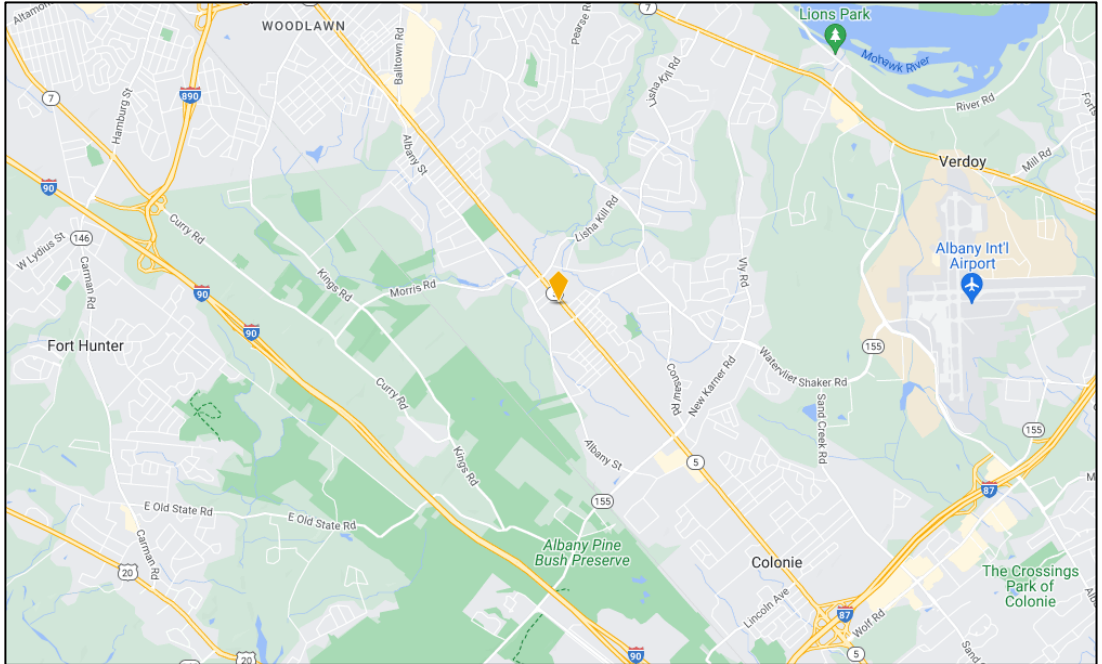 WOODLAWN
7
Lions Park
Mohawk River
River Rd
Balltown Rd
Pearse Rd
Lisha Kill Rd
890
7
Hamburg St
Albany St
Verdoy
Mill Rd
90
Curry Rd
146
W Lydius St
Carman Rd
Lisha Kill Rd
Vly Rd
Albany Int'l
Airport
Kings Rd
Morris Rd
90
90
Fort Hunter
155
Watervliet Shaker Rd
Consaul Rd
New Karner Rd
Sand Creek Rd
Curry Rd
Kings Rd
Albany St
5
155
87
155
E Old State Rd
E Old State Rd
Albany Pine
Bush Preserve
Carman Rd
20
Colonie
The Crossings
Park of
Colonie
Lincoln Ave
87
Wolf Rd
5
90
20